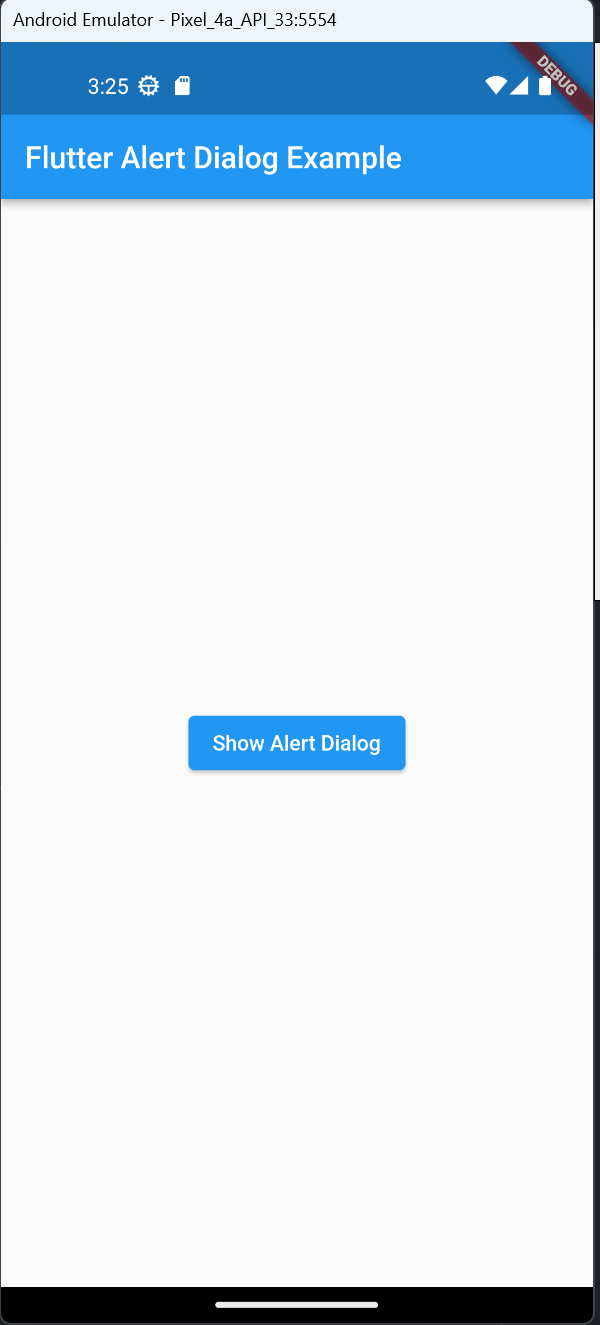 Android Emulator - Pixel_4a_API_33:5554
3:25
DEBUG
Flutter Alert Dialog Example
Show Alert Dialog